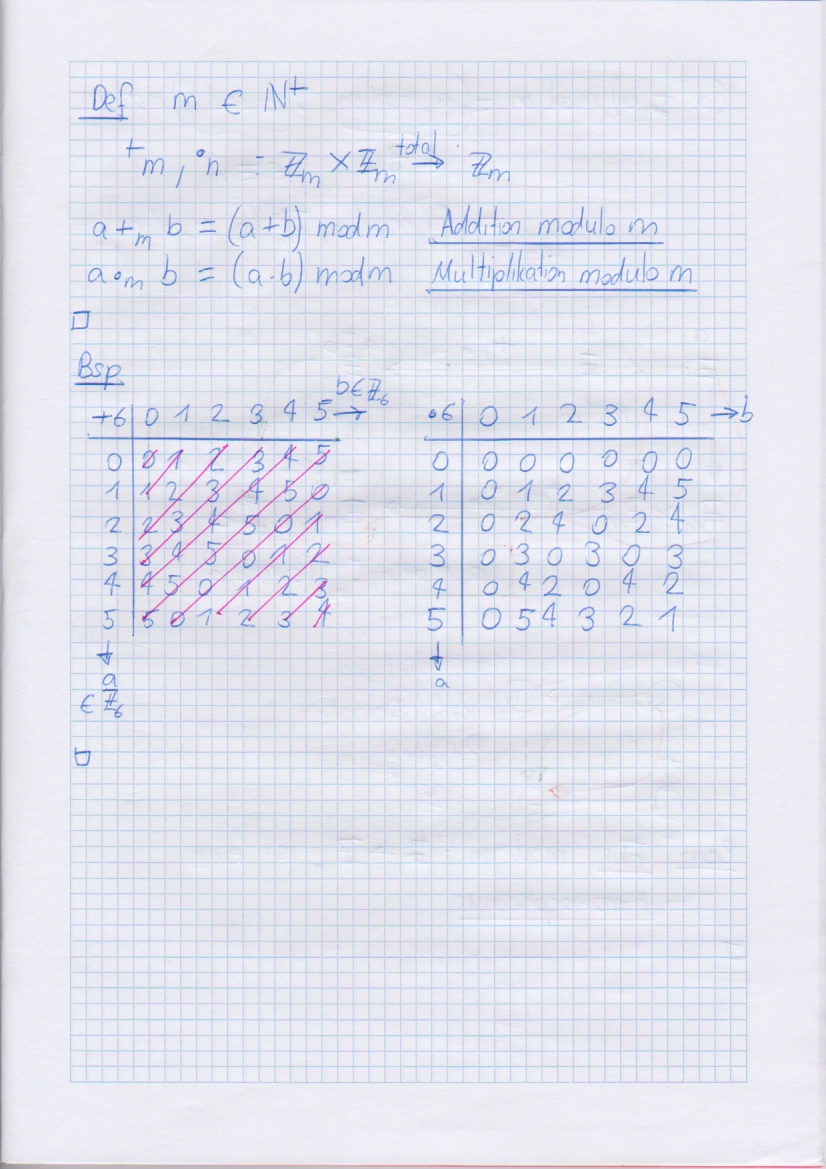 Def m ∈ ℕ⁺
+m, •n : ℤm × ℤm →total ℤm
a +m b = (a+b) mod m Addition modulo m
a •m b = (a·b) mod m Multiplikation modulo m
□
Bsp.
+6 | 0 1 2 3 4 5 → b∈ℤ6
0 | 0 1 2 3 4 5
1 | 1 2 3 4 5 0
2 | 2 3 4 5 0 1
3 | 3 4 5 0 1 2
4 | 4 5 0 1 2 3
5 | 5 0 1 2 3 4
↓
a
∈ ℤ6
•6 | 0 1 2 3 4 5 → b
0 | 0 0 0 0 0 0
1 | 0 1 2 3 4 5
2 | 0 2 4 0 2 4
3 | 0 3 0 3 0 3
4 | 0 4 2 0 4 2
5 | 0 5 4 3 2 1
↓
a
□